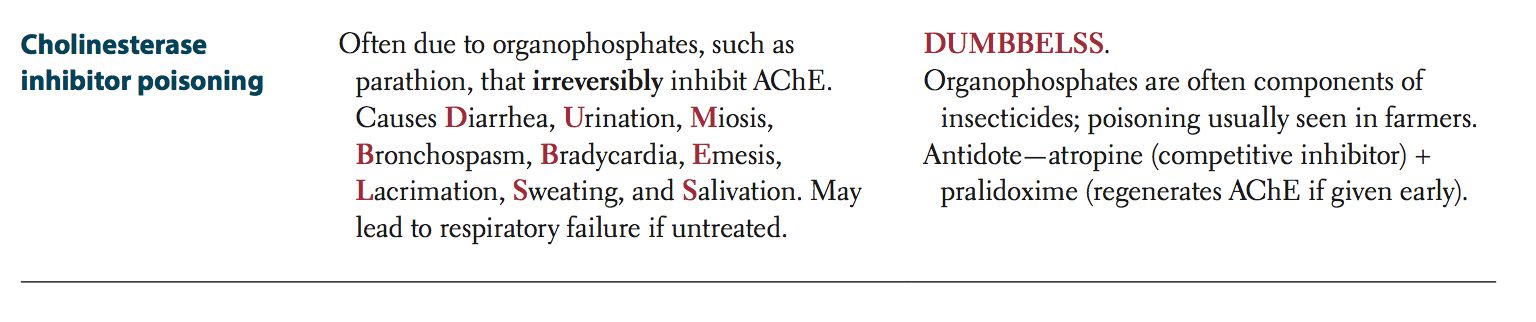 Cholinesterase
inhibitor poisoning
Often due to organophosphates, such as
parathion, that irreversibly inhibit AChE.
Causes Diarrhea, Urination, Miosis,
Bronchospasm, Bradycardia, Emesis,
Lacrimation, Sweating, and Salivation. May
lead to respiratory failure if untreated.
DUMBBELSS.
Organophosphates are often components of
insecticides; poisoning usually seen in farmers.
Antidote—atropine (competitive inhibitor) +
pralidoxime (regenerates AChE if given early).